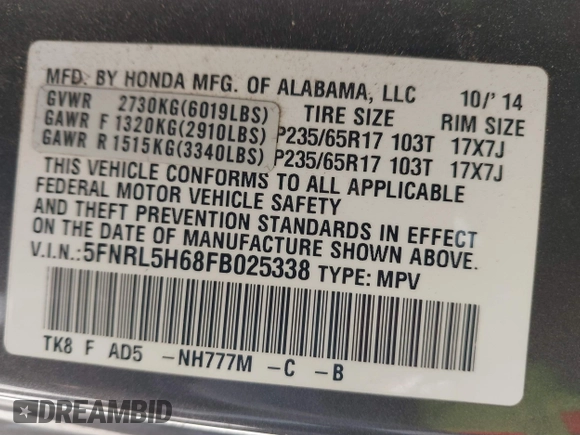 MFD. BY HONDA MFG. OF ALABAMA, LLC 10/'14
GVWR 2730KG(6019LBS) TIRE SIZE RIM SIZE
GAWR F 1320KG(2910LBS) P235/65R17 103T 17X7J
GAWR R 1515KG(3340LBS) P235/65R17 103T 17X7J
THIS VEHICLE CONFORMS TO ALL APPLICABLE
FEDERAL MOTOR VEHICLE SAFETY
AND THEFT PREVENTION STANDARDS IN EFFECT
ON THE DATE OF MANUFACTURE SHOWN ABOVE.
V.I.N.:5FNRL5H68FB025338 TYPE: MPV
TK8 F AD5 -NH777M -C -B
DREAMBID